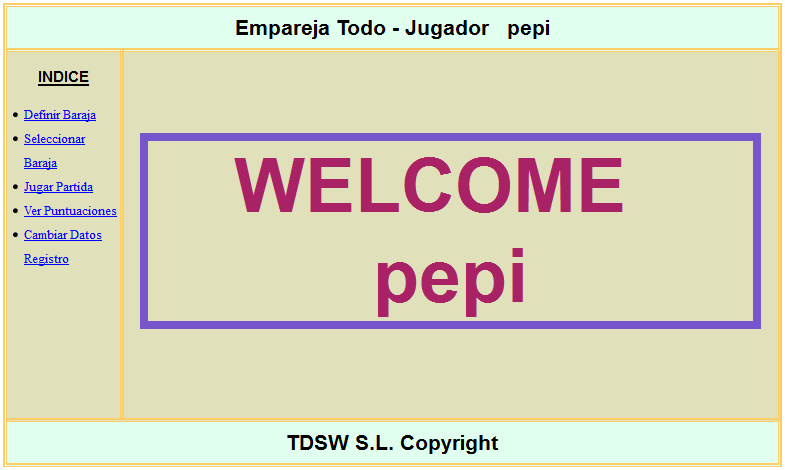 Empareja Todo - Jugador pepi
INDICE
Definir Baraja
Seleccionar
Baraja
Jugar Partida
Ver Puntuaciones
Cambiar Datos
Registro
WELCOME
pepi
TDSW S.L. Copyright